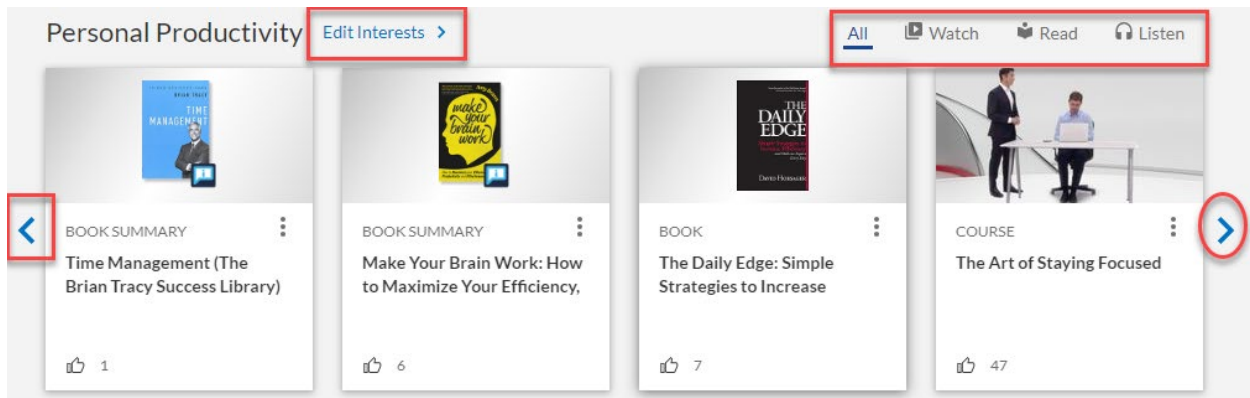 Personal Productivity Edit Interests
All Watch Read Listen
BRIAN TRACY
TIME
MANAGEMENT
make
your
brain
work
THE
DAILY
EDGE
DAVID HORSAGER
BOOK SUMMARY
Time Management (The
Brian Tracy Success Library)
1
BOOK SUMMARY
Make Your Brain Work: How
to Maximize Your Efficiency,
6
BOOK
The Daily Edge: Simple
Strategies to Increase
7
COURSE
The Art of Staying Focused
47